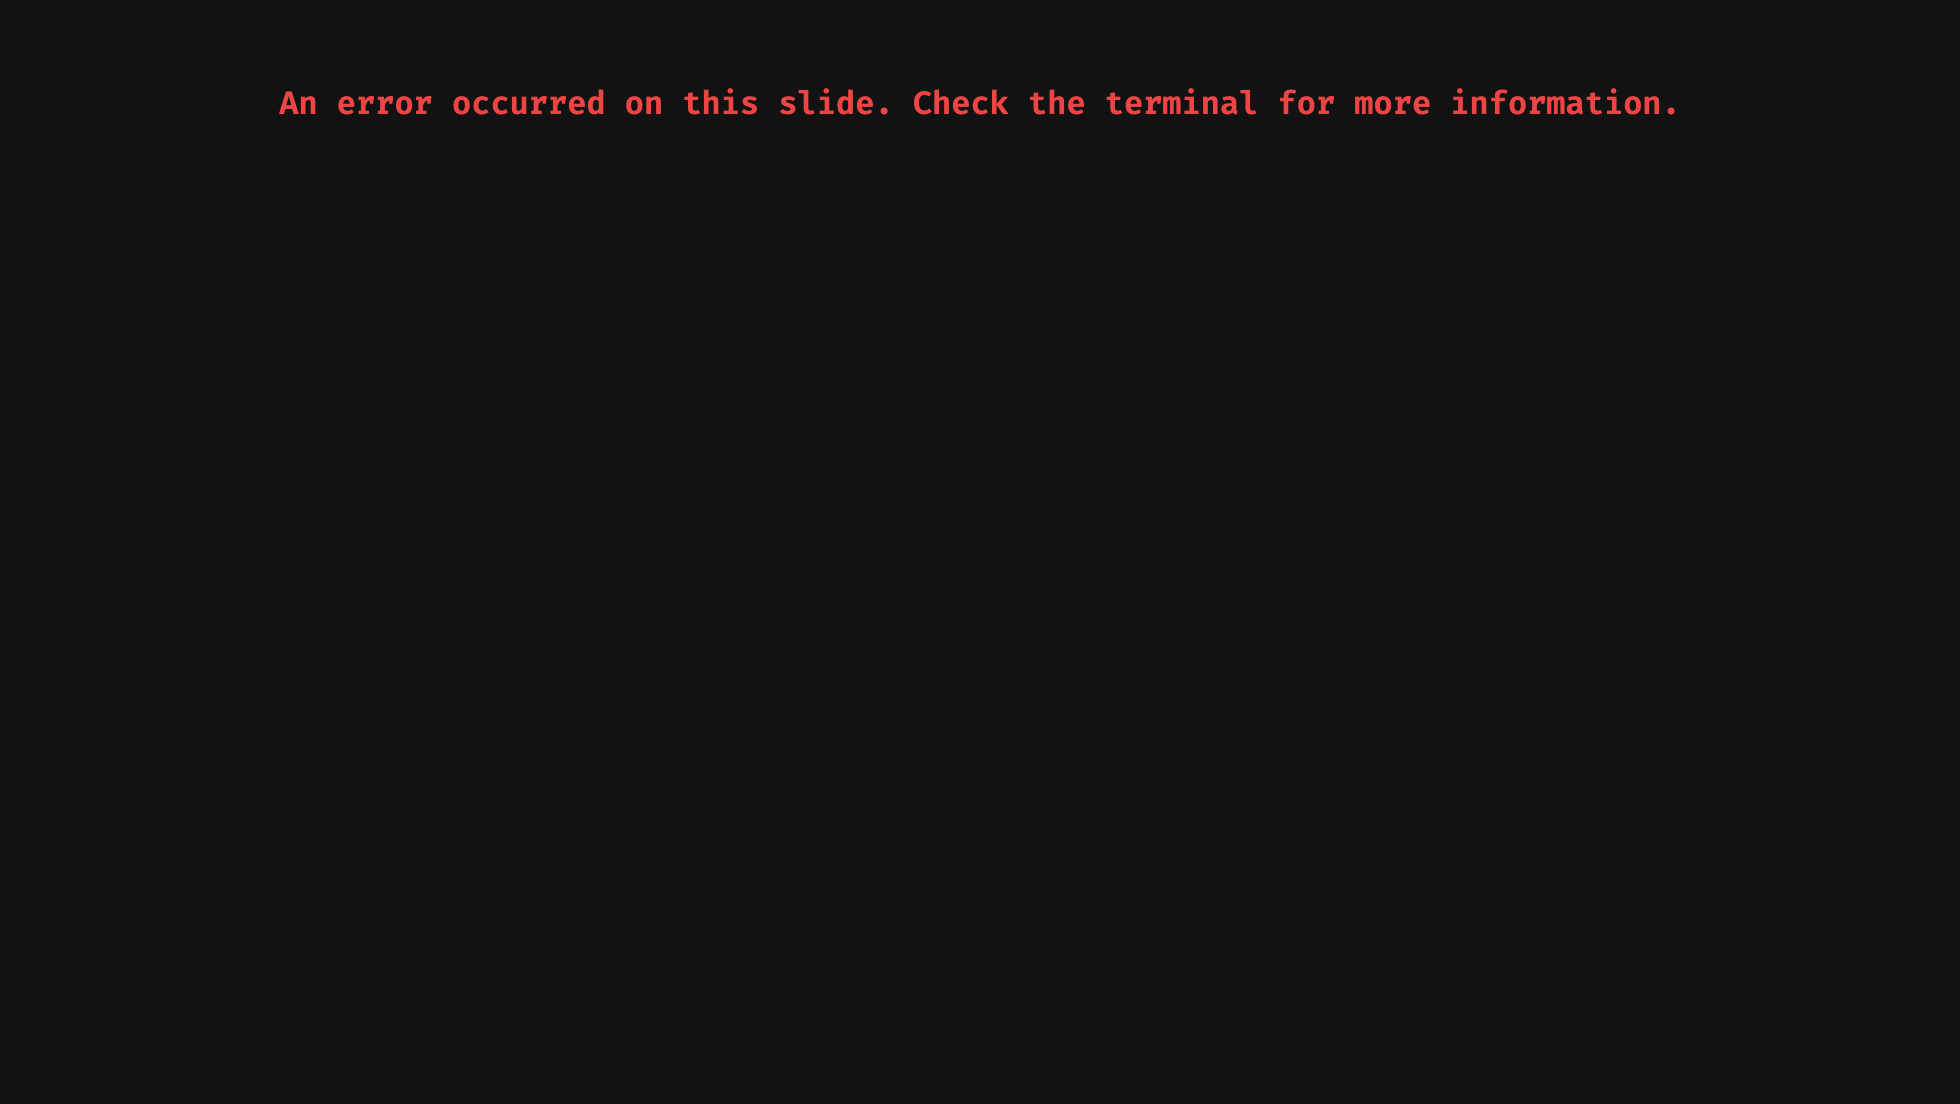 An error occurred on this slide. Check the terminal for more information.